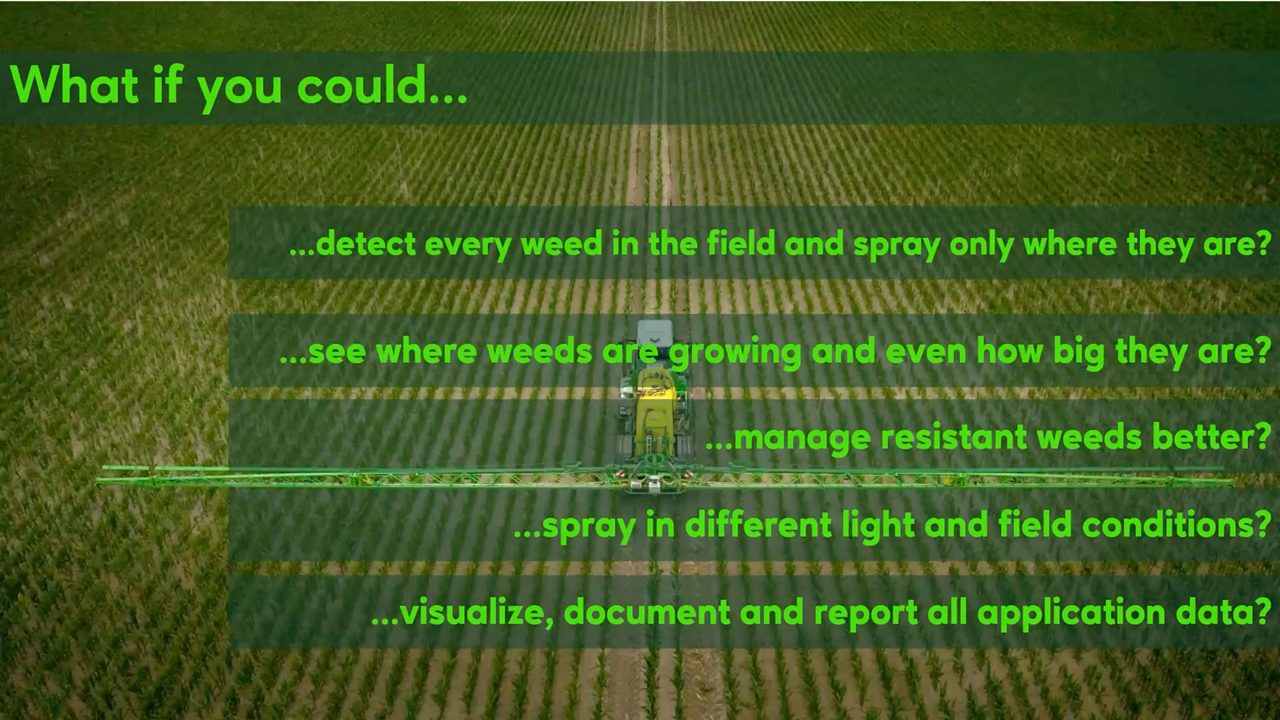 What if you could...
...detect every weed in the field and spray only where they are?
...see where weeds are growing and even how big they are?
...manage resistant weeds better?
...spray in different light and field conditions?
...visualize, document and report all application data?